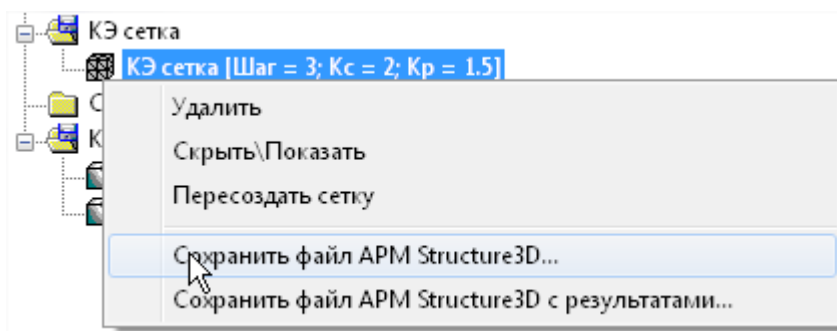 КЭ сетка
КЭ сетка [Шаг = 3; Кс = 2; Кр = 1.5]
С
Удалить
К
Скрыть\Показать
Пересоздать сетку
Сохранить файл APM Structure3D...
Сохранить файл APM Structure3D с результатами...